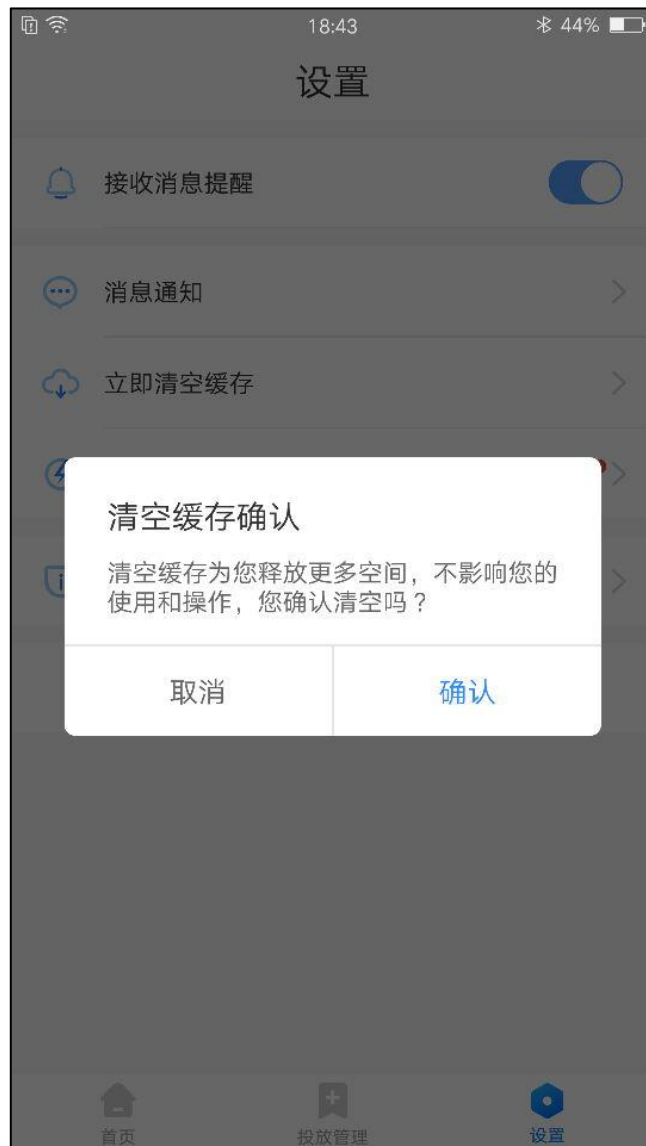 18:43
44%
设置
接收消息提醒
消息通知
立即清空缓存
清空缓存确认
清空缓存为您释放更多空间，不影响您的
使用和操作，您确认清空吗？
取消
确认
首页
投放管理
设置